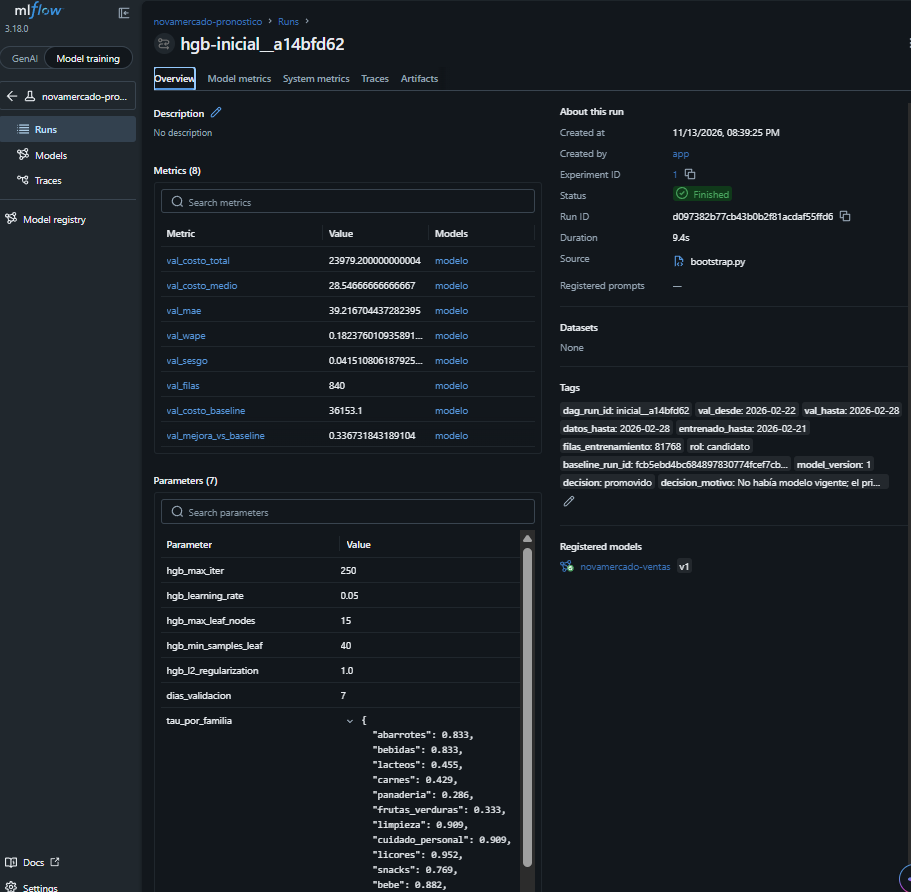 mlflow
3.18.0
GenAI Model training
novamercado-pro...
Runs
Models
Traces
Model registry
Docs
Settings
novamercado-pronostico > Runs >
hgb-inicial__a14bfd62
Overview Model metrics System metrics Traces Artifacts
Description
No description
Metrics (8)
Search metrics
Metric Value Models
val_costo_total 23979.200000000004 modelo
val_costo_medio 28.54666666666667 modelo
val_mae 39.216704437282395 modelo
val_wape 0.182376010935891... modelo
val_sesgo 0.041510806187925... modelo
val_filas 840 modelo
val_costo_baseline 36153.1 modelo
val_mejora_vs_baseline 0.336731843189104 modelo
Parameters (7)
Search parameters
Parameter Value
hgb_max_iter 250
hgb_learning_rate 0.05
hgb_max_leaf_nodes 15
hgb_min_samples_leaf 40
hgb_l2_regularization 1.0
dias_validacion 7
tau_por_familia {
"abarrotes": 0.833,
"bebidas": 0.833,
"lacteos": 0.455,
"carnes": 0.429,
"panaderia": 0.286,
"frutas_verduras": 0.333,
"limpieza": 0.909,
"cuidado_personal": 0.909,
"licores": 0.952,
"snacks": 0.769,
"bebe": 0.882,
About this run
Created at 11/13/2026, 08:39:25 PM
Created by app
Experiment ID 1
Status Finished
Run ID d097382b77cb43b0b2f81acdaf55ffd6
Duration 9.4s
Source bootstrap.py
Registered prompts —
Datasets
None
Tags
dag_run_id: inicial__a14bfd62 val_desde: 2026-02-22 val_hasta: 2026-02-28
datos_hasta: 2026-02-28 entrenado_hasta: 2026-02-21
filas_entrenamiento: 81768 rol: candidato
baseline_run_id: fcb5ebd4bc684897830774fcef7cb... model_version: 1
decision: promovido decision_motivo: No había modelo vigente; el pri...
Registered models
novamercado-ventas v1